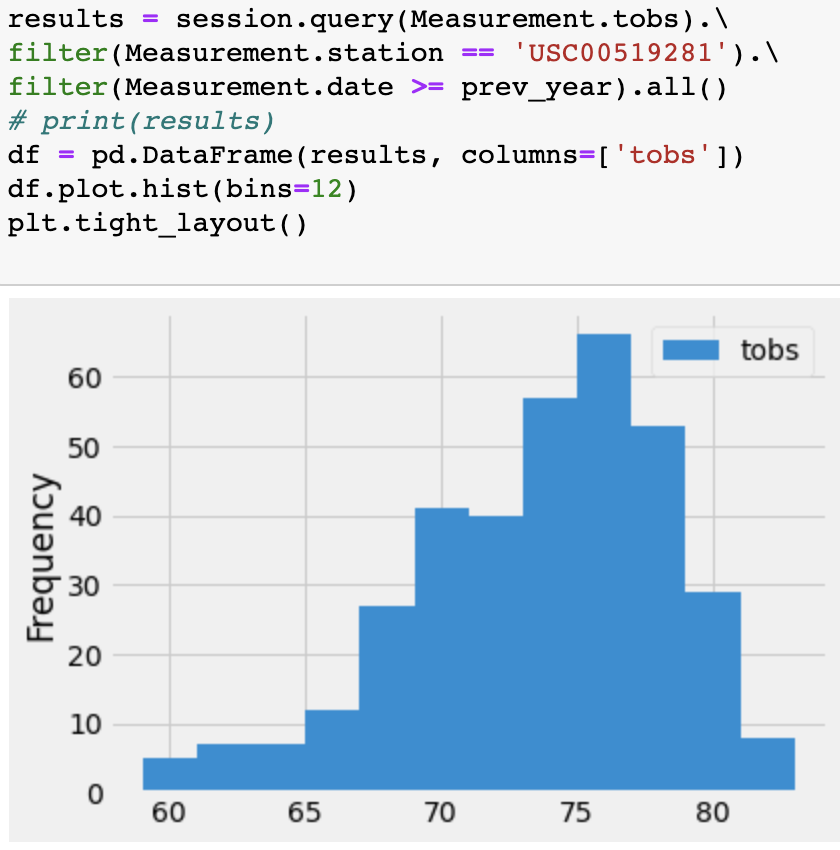 results = session.query(Measurement.tobs).\
filter(Measurement.station == 'USC00519281').\
filter(Measurement.date >= prev_year).all()
# print(results)
df = pd.DataFrame(results, columns=['tobs'])
df.plot.hist(bins=12)
plt.tight_layout()
tobs
60
50
40
30
20
10
0
Frequency
60 65 70 75 80